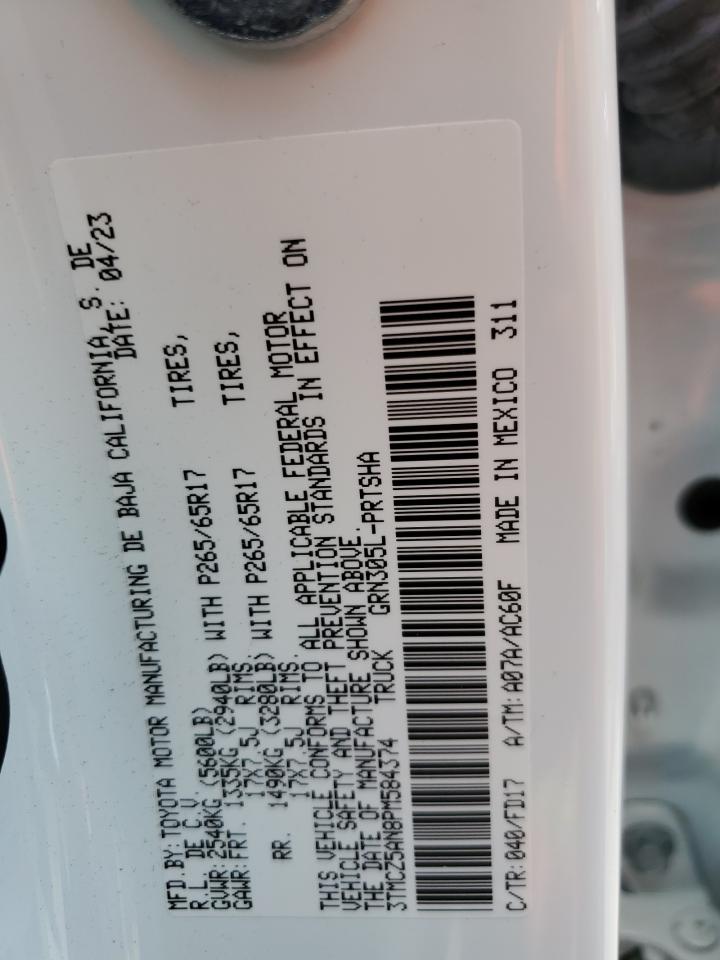 MFD.BY:TOYOTA MOTOR MANUFACTURING DE BAJA CALIFORNIA, S. DE
R.L. DE C.V. DATE: 04/23
GVWR:2540KG (5600LB)
GAWR:FRT. 1335KG (2940LB) WITH P265/65R17 TIRES,
17X7.5J RIMS.
RR. 1490KG (3280LB) WITH P265/65R17 TIRES,
17X7.5J RIMS.
THIS VEHICLE CONFORMS TO ALL APPLICABLE FEDERAL MOTOR
VEHICLE SAFETY AND THEFT PREVENTION STANDARDS IN EFFECT ON
THE DATE OF MANUFACTURE SHOWN ABOVE.
3TMCZ5AN8PM584374 TRUCK GRN305L-PRTSHA
C/TR:040/FD17 A/TM:A07A/AC60F MADE IN MEXICO 311